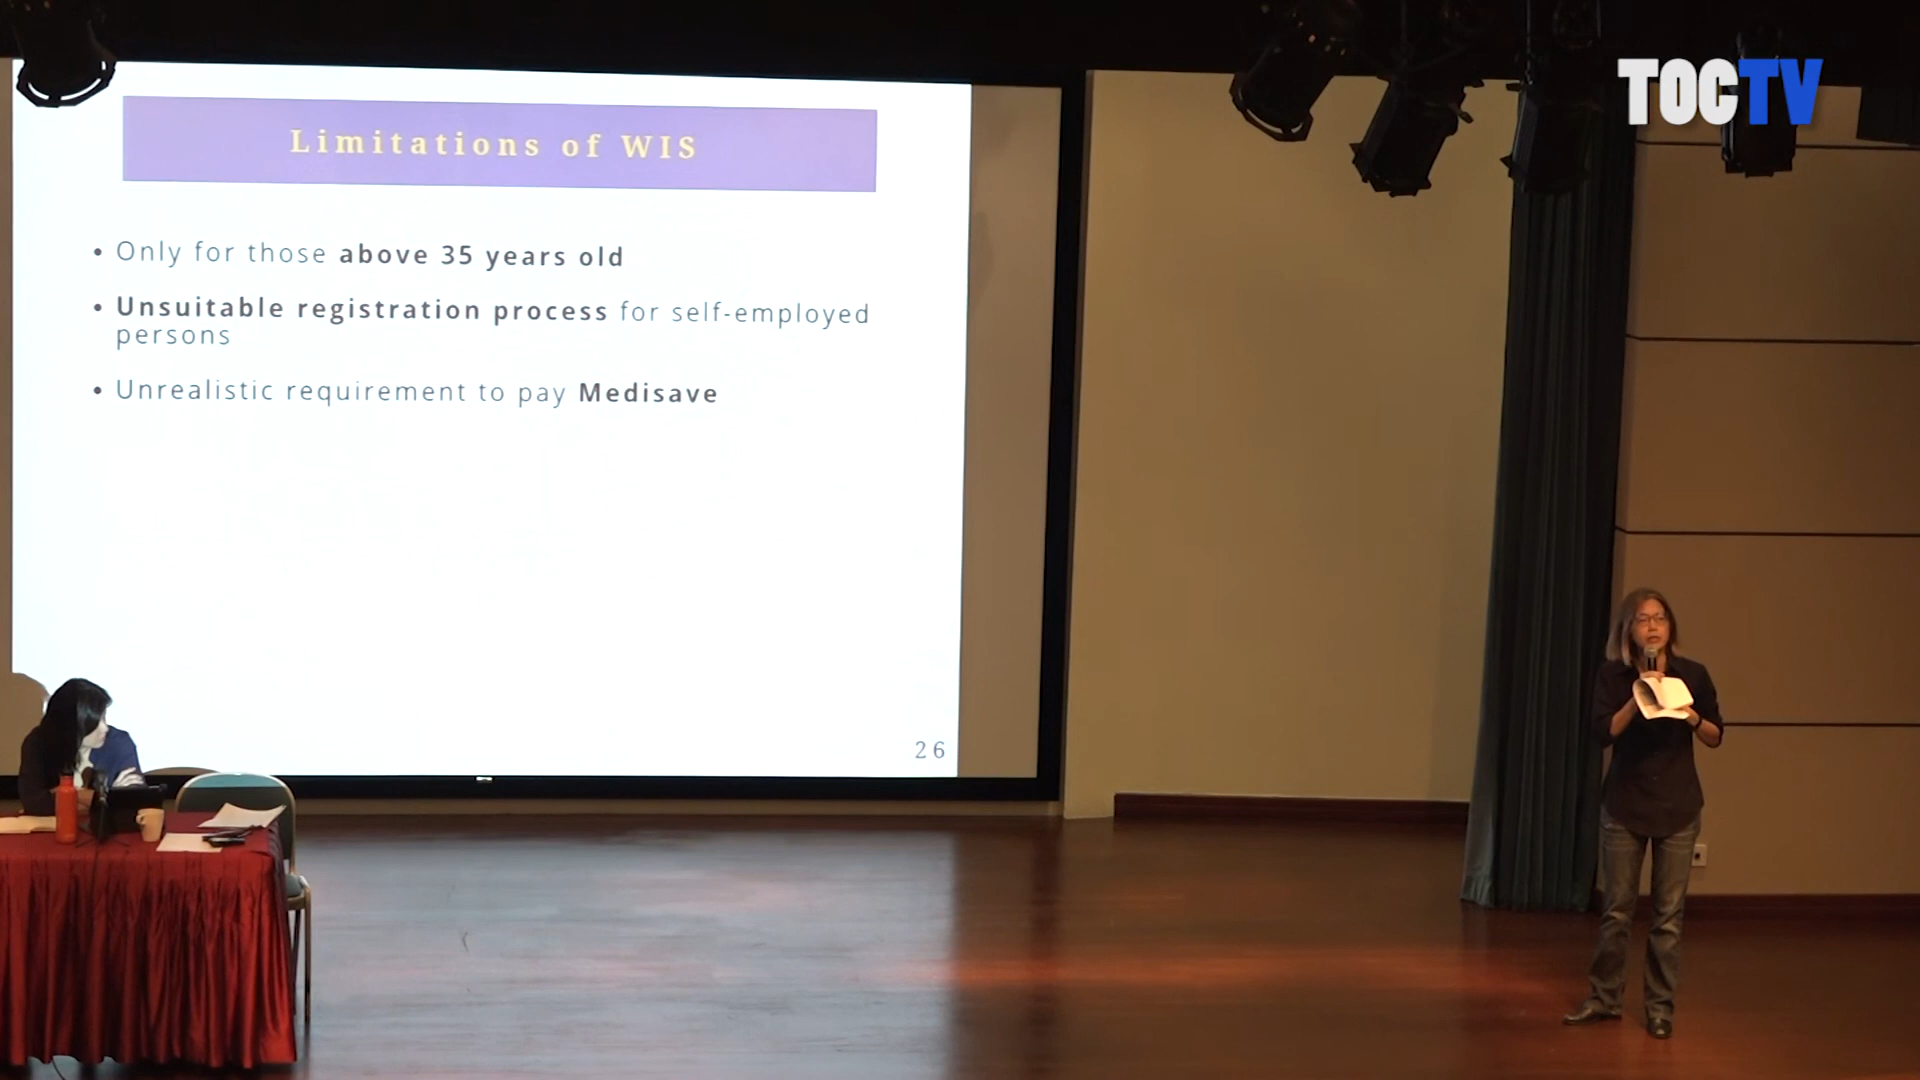 TOCTV
Limitations of WIS
• Only for those above 35 years old
• Unsuitable registration process for self-employed
persons
• Unrealistic requirement to pay Medisave
26